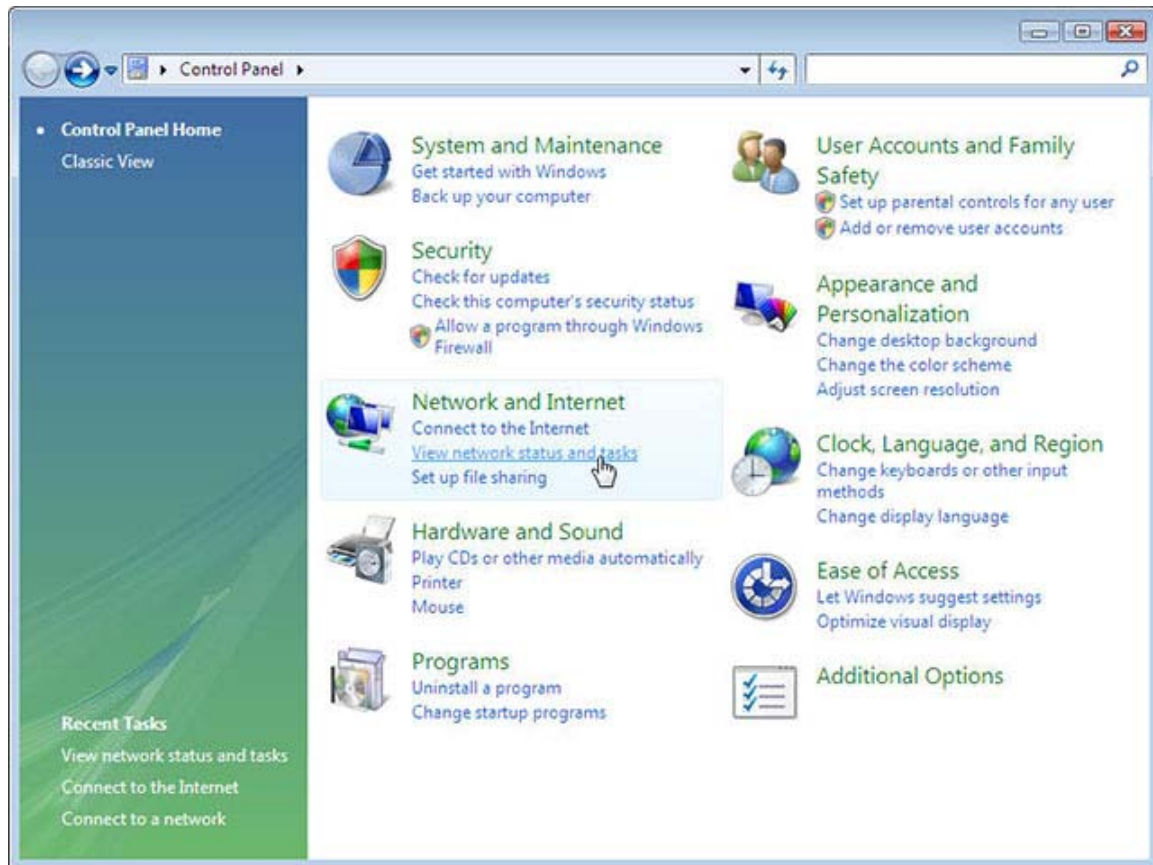 Control Panel
Control Panel Home
Classic View
Recent Tasks
View network status and tasks
Connect to the Internet
Connect to a network
System and Maintenance
Get started with Windows
Back up your computer
Security
Check for updates
Check this computer's security status
Allow a program through Windows
Firewall
Network and Internet
Connect to the Internet
View network status and tasks
Set up file sharing
Hardware and Sound
Play CDs or other media automatically
Printer
Mouse
Programs
Uninstall a program
Change startup programs
User Accounts and Family
Safety
Set up parental controls for any user
Add or remove user accounts
Appearance and
Personalization
Change desktop background
Change the color scheme
Adjust screen resolution
Clock, Language, and Region
Change keyboards or other input
methods
Change display language
Ease of Access
Let Windows suggest settings
Optimize visual display
Additional Options